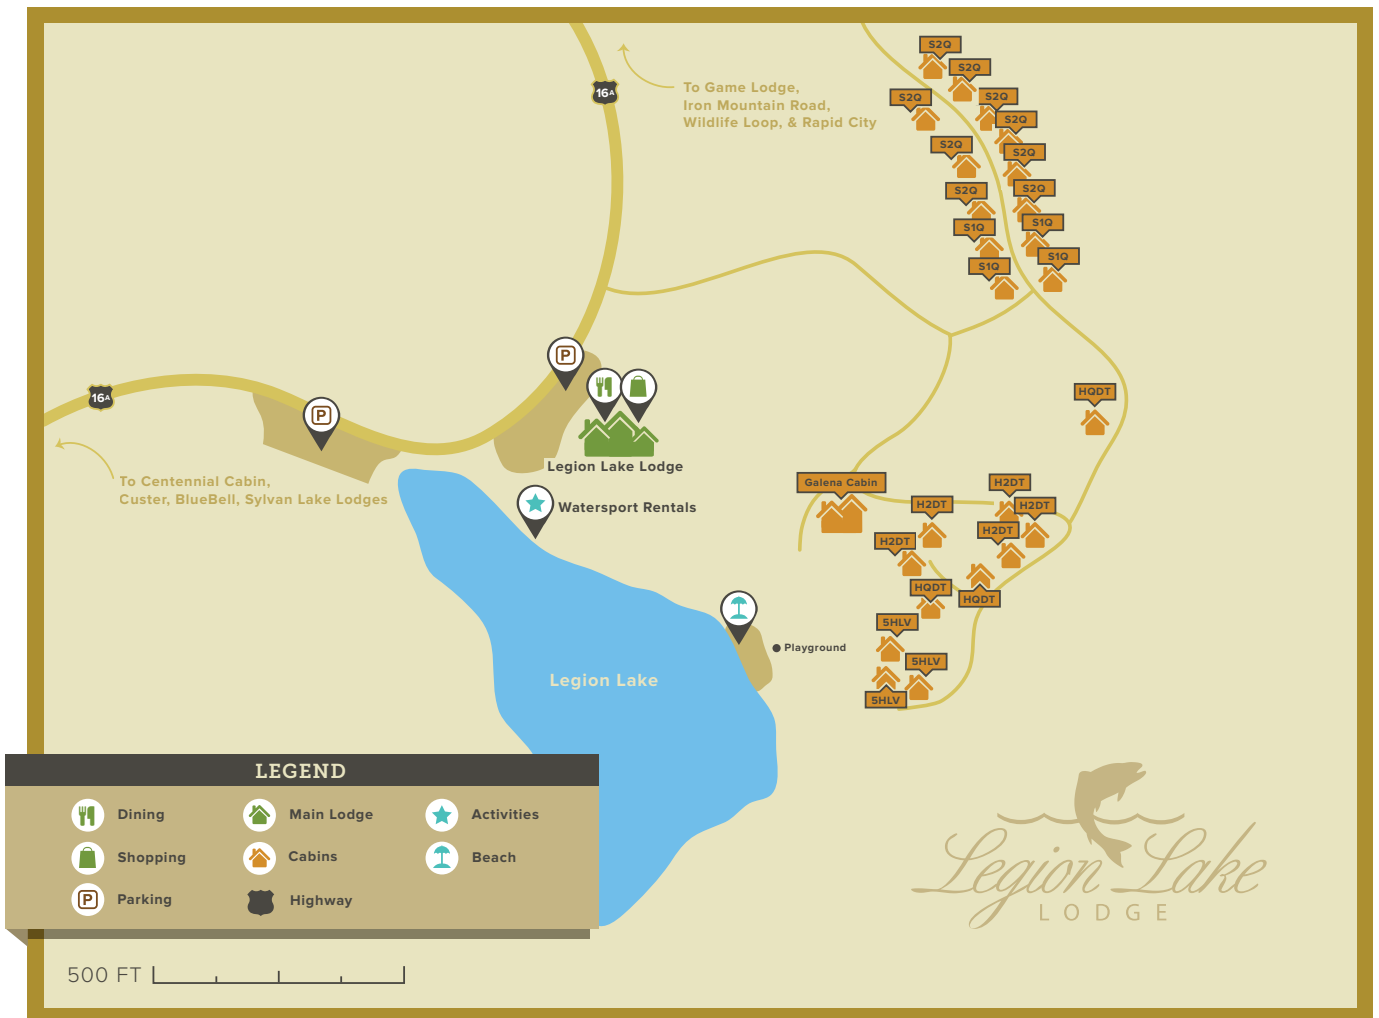 S2Q
S2Q
16A
To Game Lodge,
Iron Mountain Road,
Wildlife Loop, & Rapid City
S2Q
S2Q
S2Q
S2Q
S2Q
S2Q
S2Q
S1Q
S1Q
S1Q
S1Q
P
16A
HQDT
P
To Centennial Cabin,
Custer, BlueBell, Sylvan Lake Lodges
Legion Lake Lodge
Watersport Rentals
Galena Cabin
H2DT
H2DT
H2DT
H2DT
H2DT
HQDT
HQDT
5HLV
5HLV
5HLV
Playground
Legion Lake
LEGEND
Dining
Main Lodge
Activities
Shopping
Cabins
Beach
P
Parking
Highway
Legion Lake
LODGE
500 FT